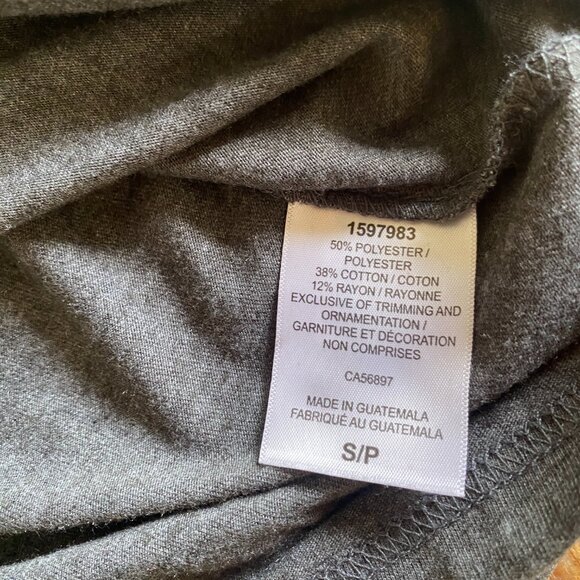 1597983
50% POLYESTER /
POLYESTER
38% COTTON / COTON
12% RAYON / RAYONNE
EXCLUSIVE OF TRIMMING AND
ORNAMENTATION /
GARNITURE ET DÉCORATION
NON COMPRISES
CA56897
MADE IN GUATEMALA
FABRIQUÉ AU GUATEMALA
S/P